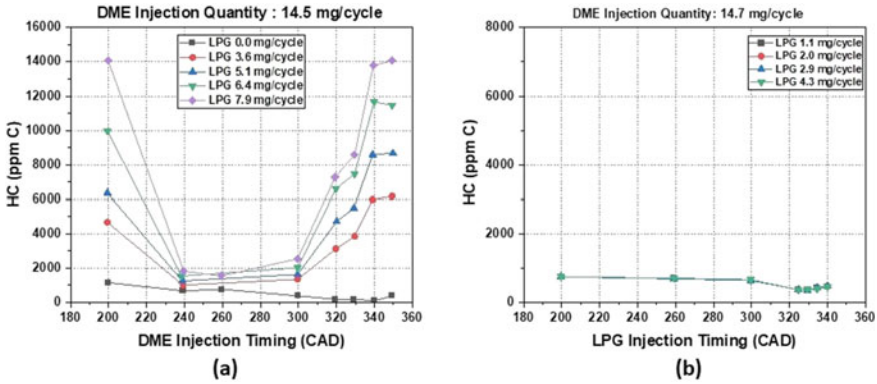 DME Injection Quantity : 14.5 mg/cycle
16000
14000
12000
10000
8000
6000
4000
2000
0
HC (ppm C)
LPG 0.0 mg/cycle
LPG 3.6 mg/cycle
LPG 5.1 mg/cycle
LPG 6.4 mg/cycle
LPG 7.9 mg/cycle
180 200 220 240 260 280 300 320 340 360
DME Injection Timing (CAD)
(a)
DME Injection Quantity: 14.7 mg/cycle
8000
6000
4000
2000
0
HC (ppm C)
LPG 1.1 mg/cycle
LPG 2.0 mg/cycle
LPG 2.9 mg/cycle
LPG 4.3 mg/cycle
180 200 220 240 260 280 300 320 340 360
LPG Injection Timing (CAD)
(b)